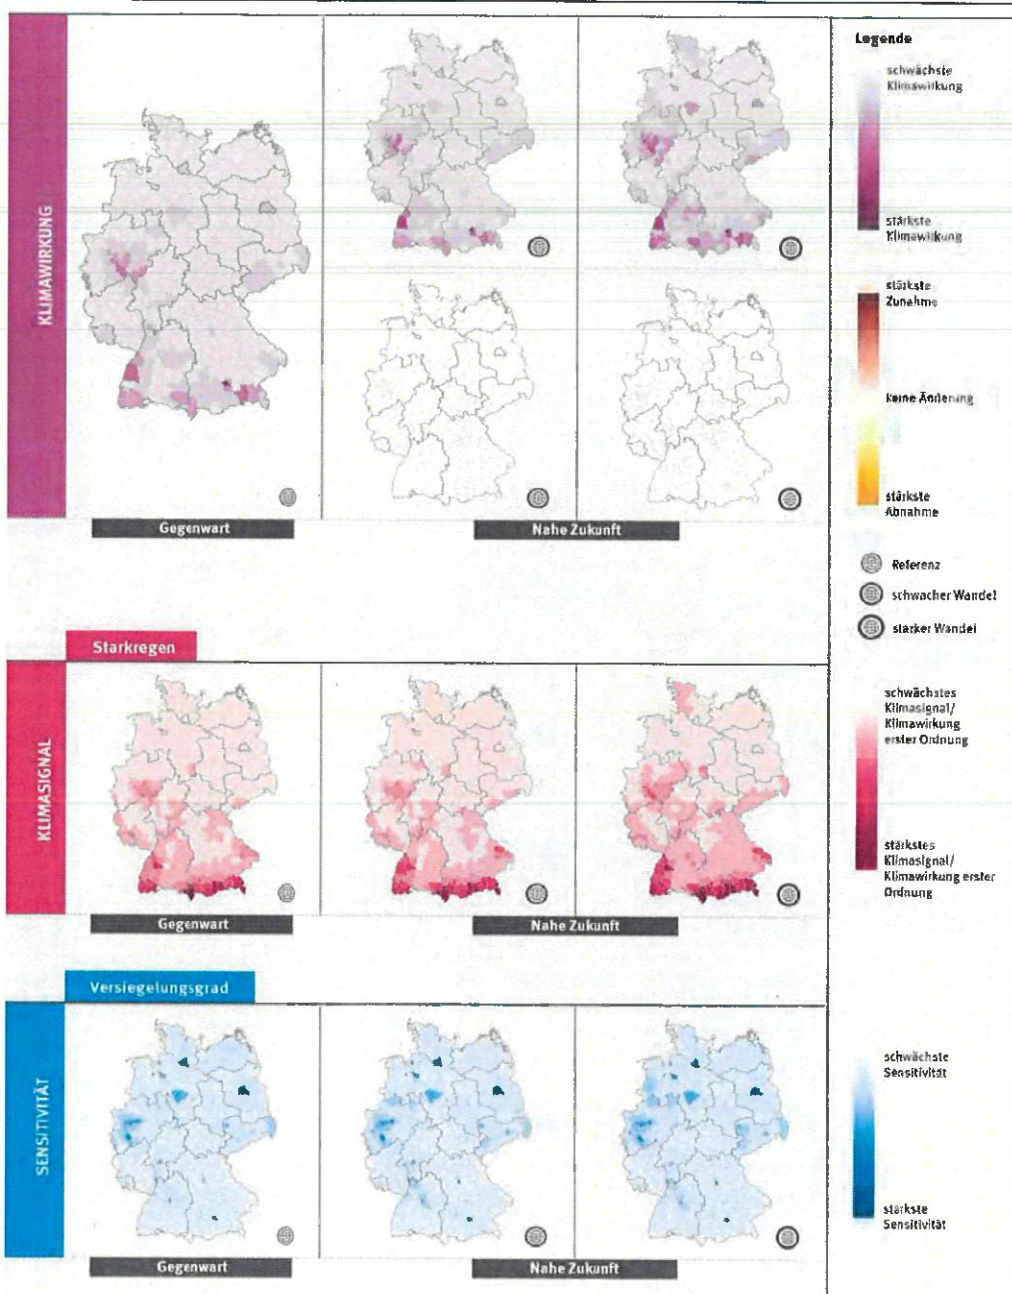 KLIMAWIRKUNG
Gegenwart
Nahe Zukunft
Legende
schwächste
Klimawirkung
stärkste
Klimawirkung
stärkste
Zunahme
keine Änderung
stärkste
Abnahme
Referenz
schwacher Wandel
starker Wandel
Starkregen
KLIMASIGNAL
Gegenwart
Nahe Zukunft
schwächstes
Klimasignal/
Klimawirkung
erster Ordnung
stärkstes
Klimasignal/
Klimawirkung erster
Ordnung
Versiegelungsgrad
SENSITIVITÄT
Gegenwart
Nahe Zukunft
schwächste
Sensitivität
stärkste
Sensitivität